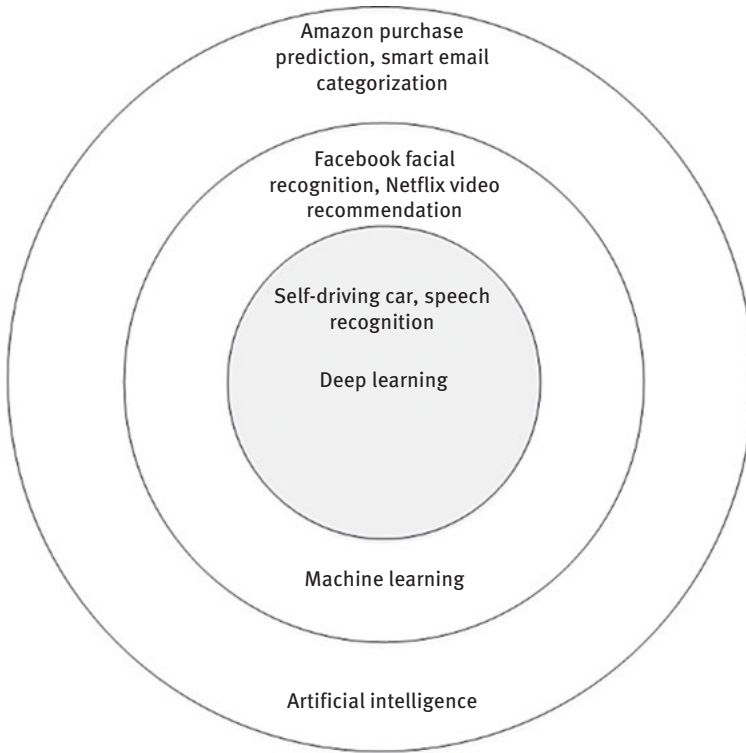 Amazon purchase
prediction, smart email
categorization
Facebook facial
recognition, Netflix video
recommendation
Self-driving car, speech
recognition
Deep learning
Machine learning
Artificial intelligence